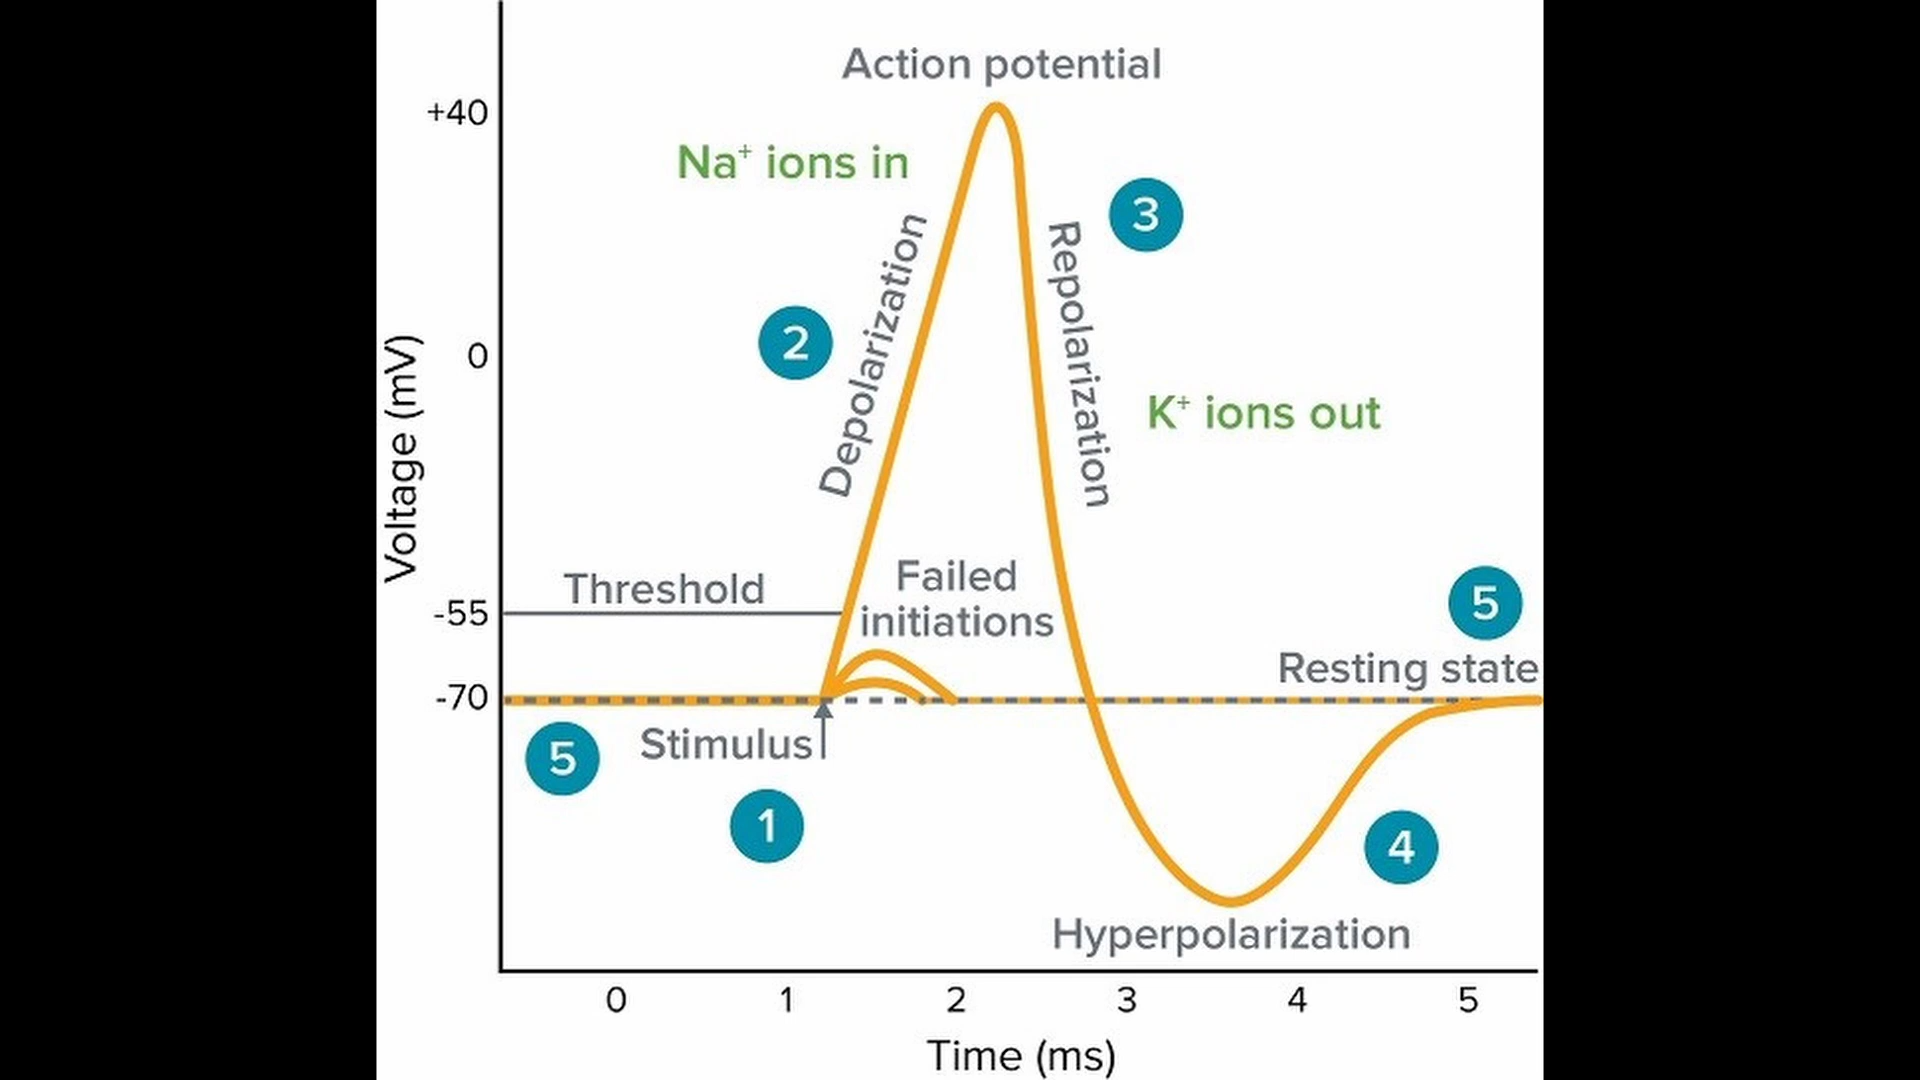 Action potential
+40
Na⁺ ions in
3
Depolarization
Repolarization
2
0
K⁺ ions out
Voltage (mV)
Threshold
Failed
initiations
-55
5
Resting state
-70
Stimulus
5
1
4
Hyperpolarization
0 1 2 3 4 5
Time (ms)